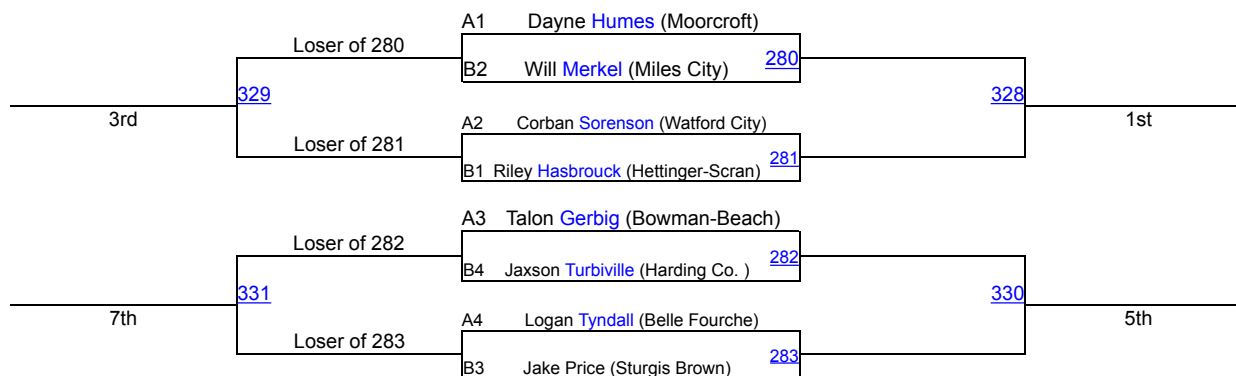 A1 Dayne Humes (Moorcroft)
Loser of 280
B2 Will Merkel (Miles City) 280
329
328
3rd
A2 Corban Sorenson (Watford City)
1st
Loser of 281
B1 Riley Hasbrouck (Hettinger-Scran) 281
A3 Talon Gerbig (Bowman-Beach)
Loser of 282
B4 Jaxson Turbiville (Harding Co. ) 282
331
330
7th
A4 Logan Tyndall (Belle Fourche)
5th
Loser of 283
B3 Jake Price (Sturgis Brown) 283